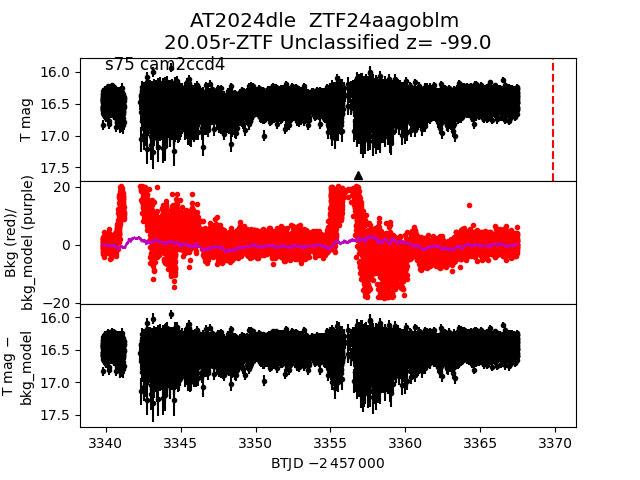 AT2024dle  ZTF24aagoblm
20.05r-ZTF Unclassified z= -99.0
s75 cam2ccd4
16.0
16.5
17.0
17.5
T mag
20
0
−20
Bkg (red)/
bkg_model (purple)
16.0
16.5
17.0
17.5
T mag −
bkg_model
3340 3345 3350 3355 3360 3365 3370
BTJD −2 457 000